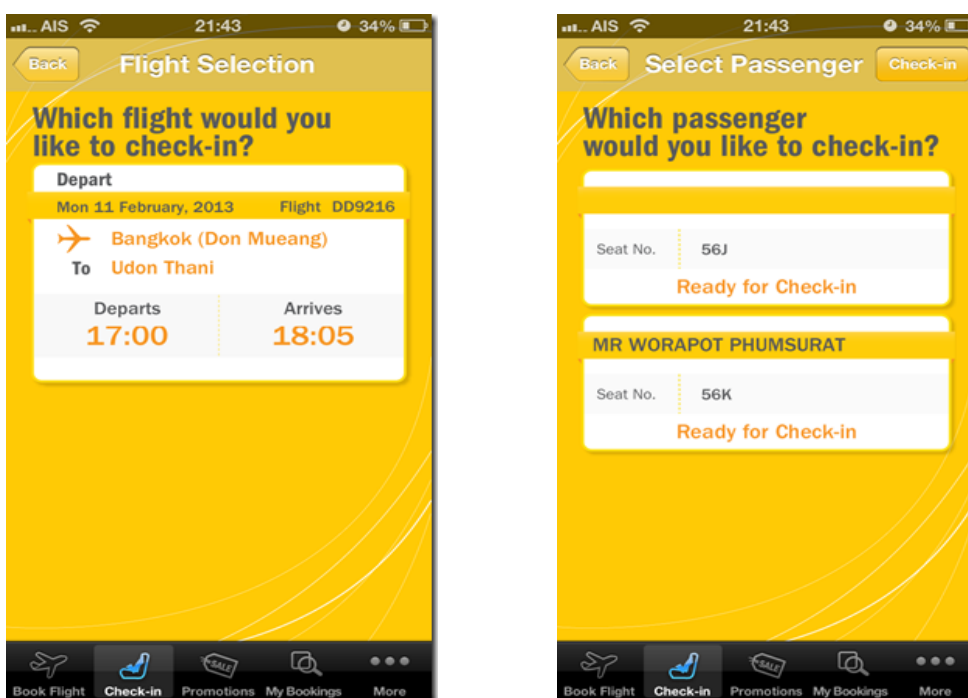 AIS 21:43 34%
Back Flight Selection
Which flight would you
like to check-in?
Depart
Mon 11 February, 2013 Flight DD9216
Bangkok (Don Mueang)
To Udon Thani
Departs Arrives
17:00 18:05
SALE
Book Flight Check-in Promotions My Bookings More
AIS 21:43 34%
Back Select Passenger Check-in
Which passenger
would you like to check-in?
Seat No. 56J
Ready for Check-in
MR WORAPOT PHUMSURAT
Seat No. 56K
Ready for Check-in
SALE
Book Flight Check-in Promotions My Bookings More